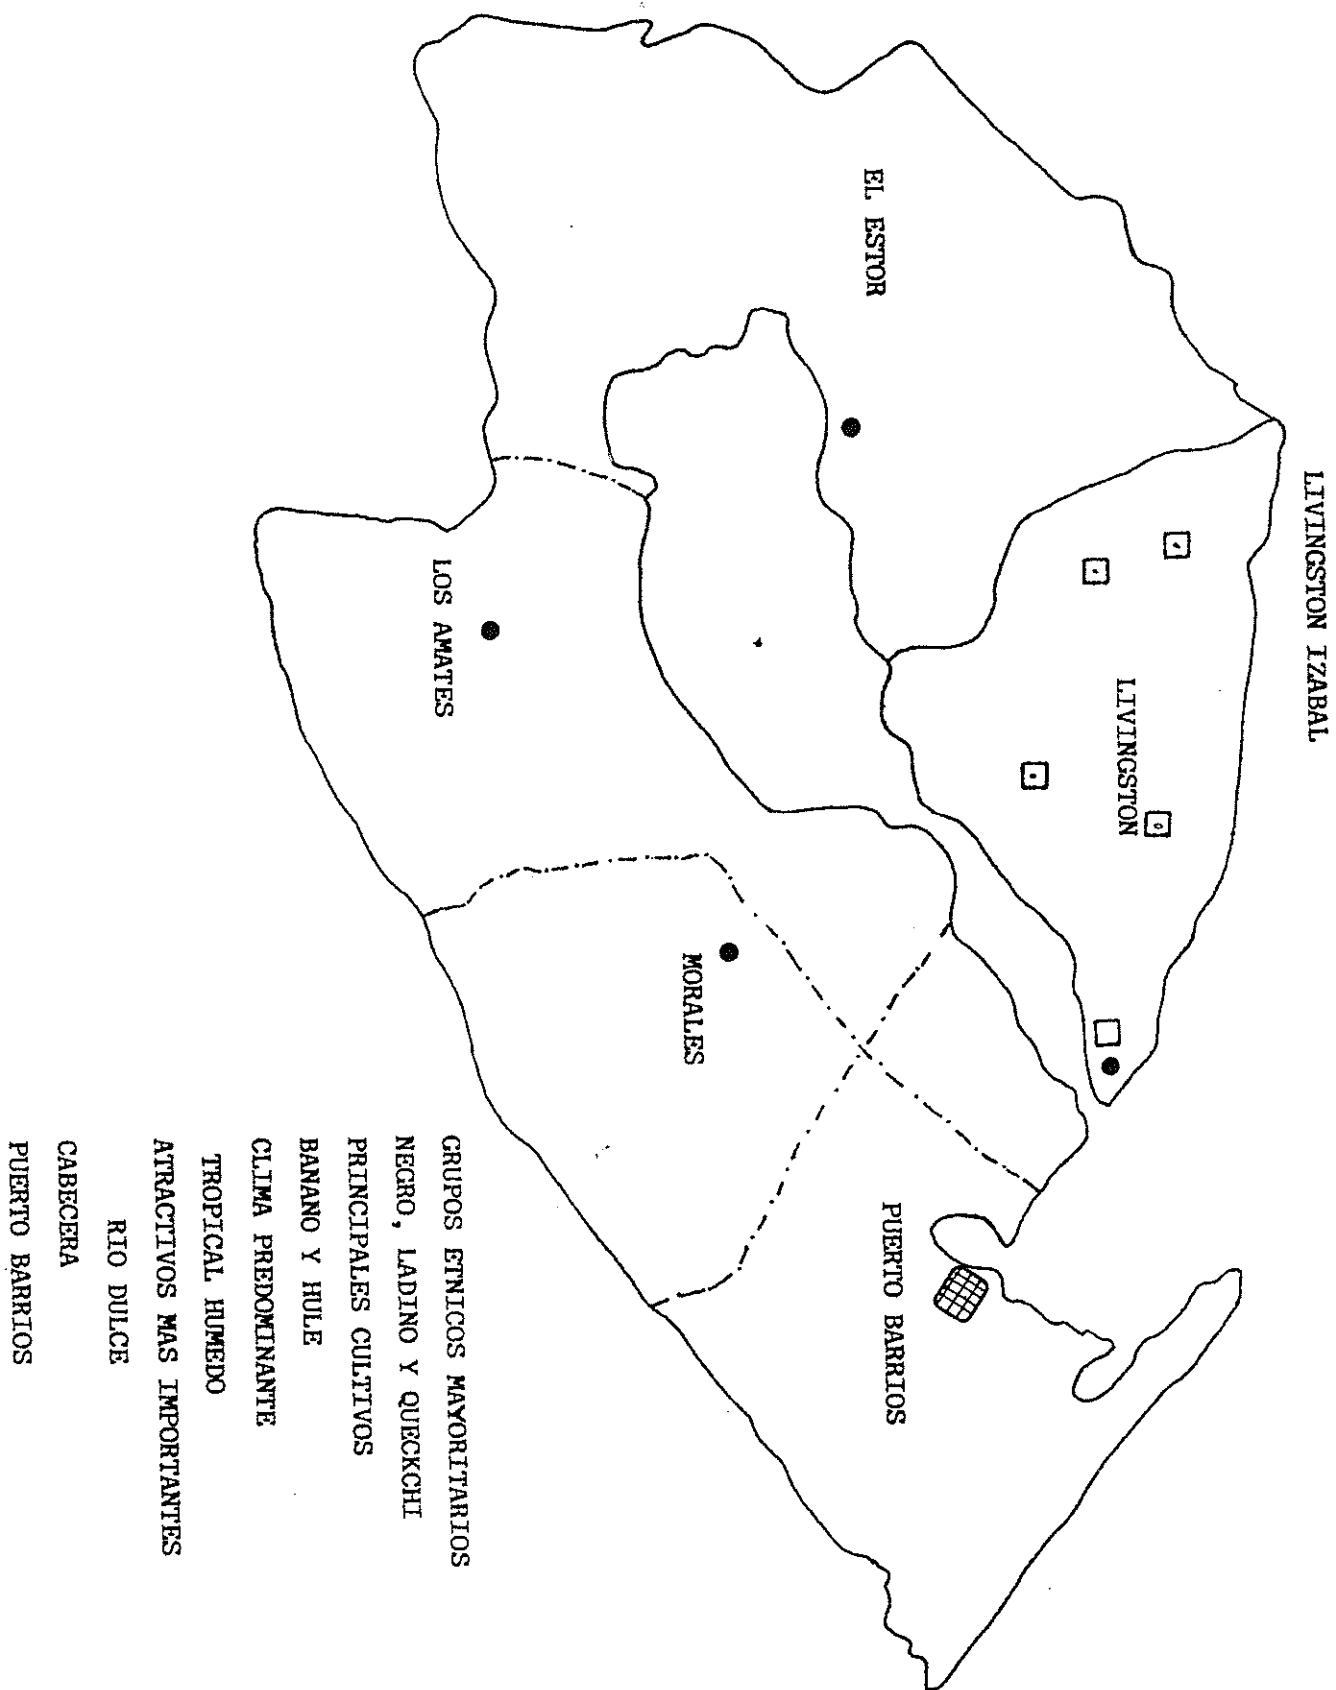 LIVINGSTON IZABAL
EL ESTOR
LIVINGSTON
LOS AMATES
MORALES
PUERTO BARRIOS
GRUPOS ETNICOS MAYORITARIOS
NEGRO, LADINO Y QUECKCHI
PRINCIPALES CULTIVOS
BANANO Y HULE
CLIMA PREDOMINANTE
TROPICAL HUMEDO
ATRACTIVOS MAS IMPORTANTES
RIO DULCE
CABECERA
PUERTO BARRIOS